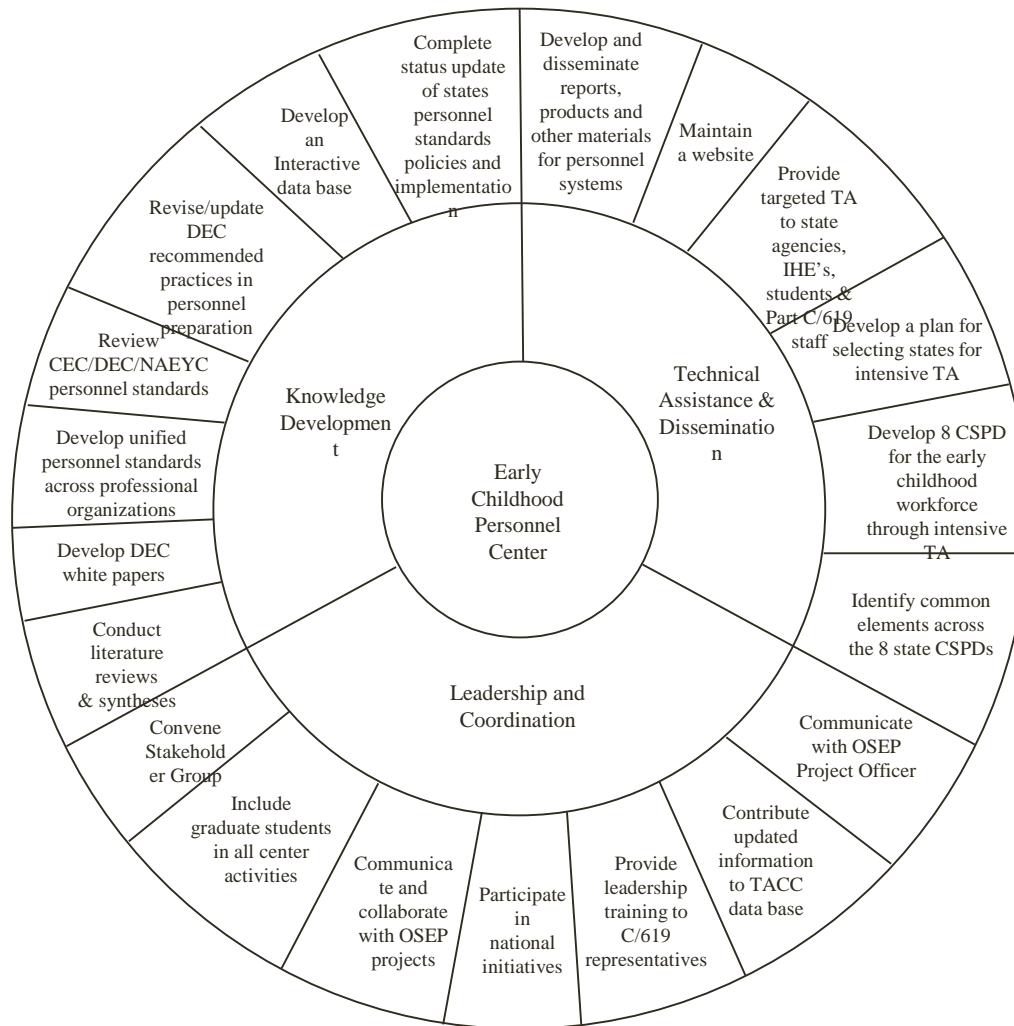 Complete
status update
of states
personnel
standards
policies and
implementatio
n
Develop and
disseminate
reports,
products and
other materials
for personnel
systems
Maintain
a website
Provide
targeted TA
to state
agencies,
IHE’s,
students &
Part C/619
staff
Develop a plan for
selecting states for
intensive TA
Develop 8 CSPD
for the early
childhood
workforce
through intensive
TA
Identify common
elements across
the 8 state CSPDs
Communicate
with OSEP
Project Officer
Contribute
updated
information
to TACC
data base
Provide
leadership
training to
C/619
representatives
Participate
in
national
initiatives
Communica
te and
collaborate
with OSEP
projects
Include
graduate students
in all center
activities
Convene
Stakehold
er Group
Conduct
literature
reviews
& syntheses
Develop DEC
white papers
Develop unified
personnel standards
across professional
organizations
Review
CEC/DEC/NAEYC
personnel standards
Revise/update
DEC
recommended
practices in
personnel
preparation
Develop
an
Interactive
data base
Knowledge
Developmen
t
Technical
Assistance &
Disseminatio
n
Leadership and
Coordination
Early
Childhood
Personnel
Center